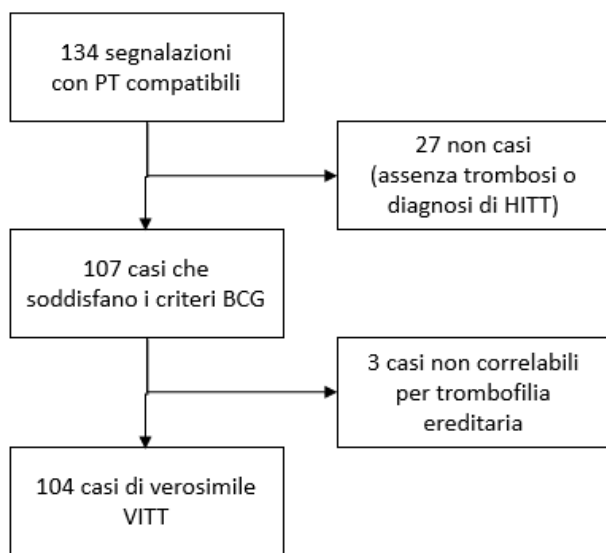 134 segnalazioni
con PT compatibili
27 non casi
(assenza trombosi o
diagnosi di HITT)
107 casi che
soddisfano i criteri BCG
3 casi non correlabili
per trombofilia
ereditaria
104 casi di verosimile
VITT